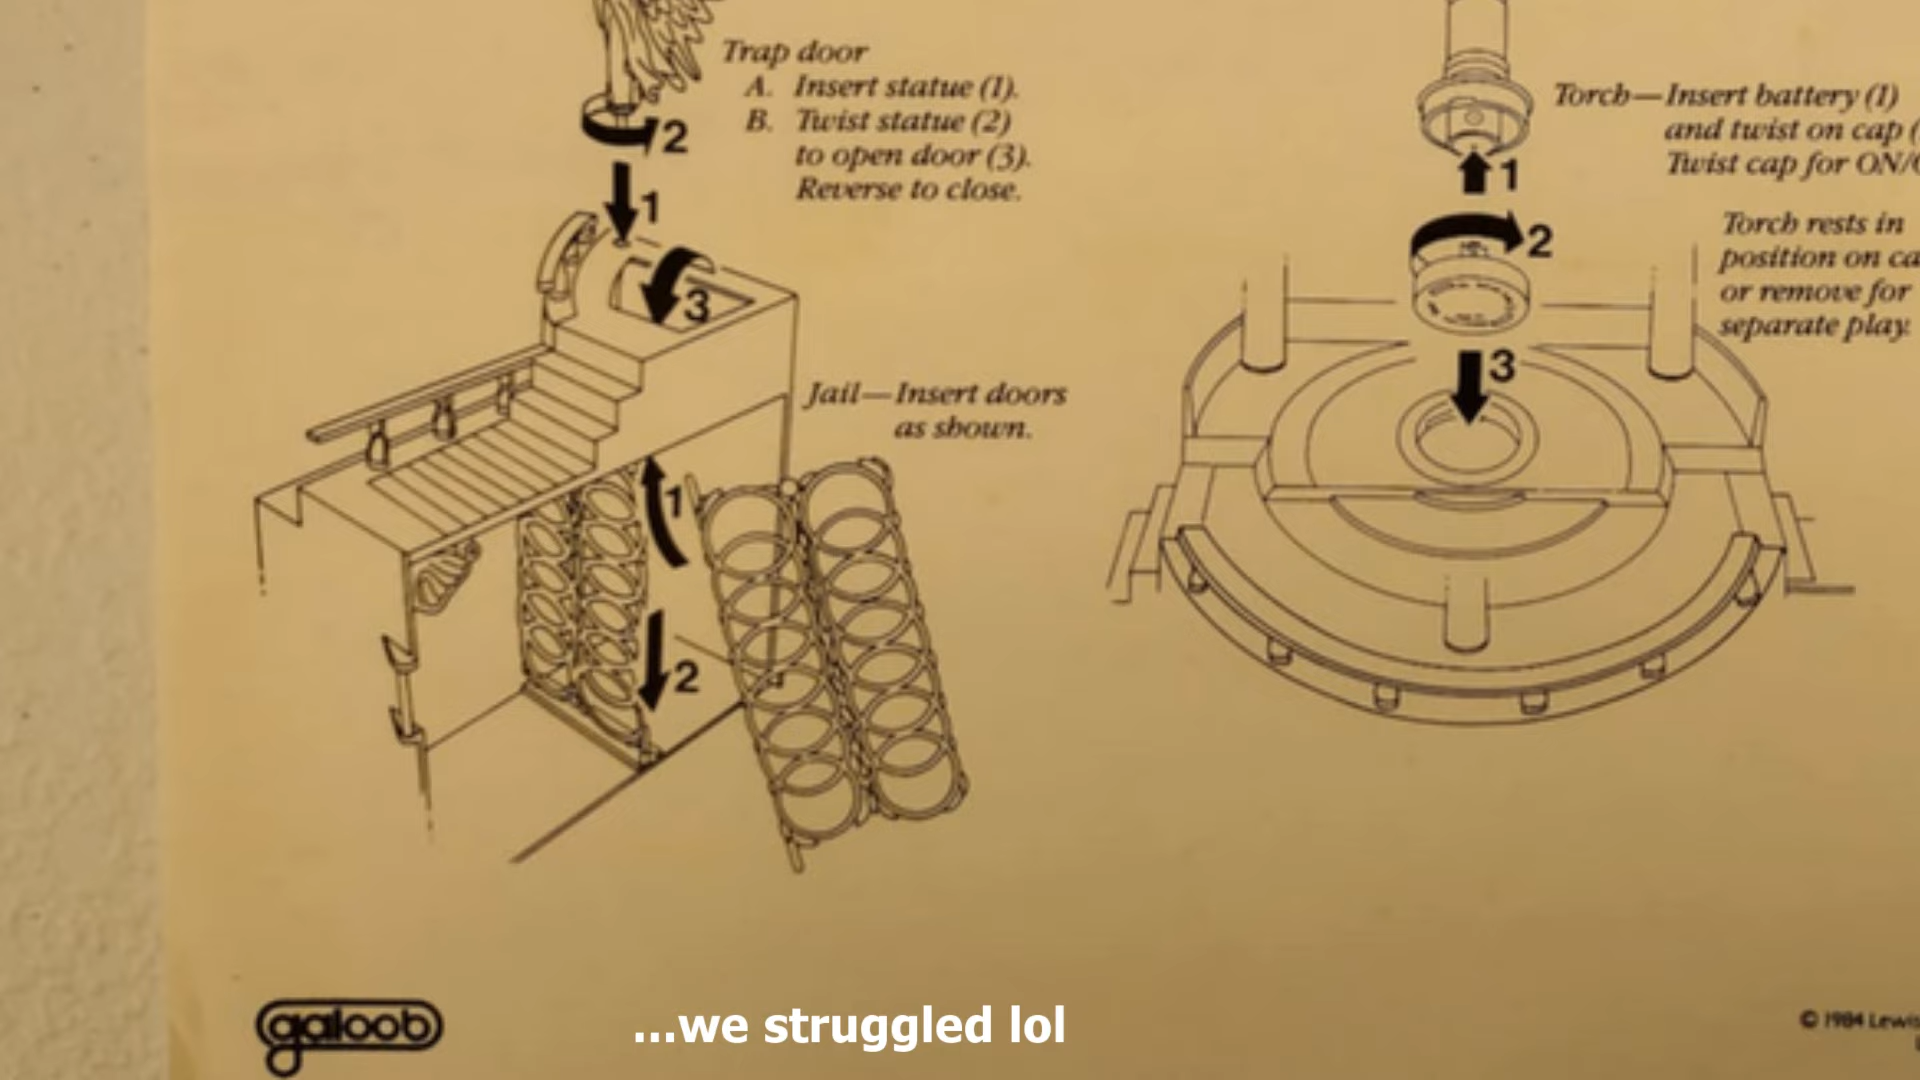 Trap door
A. Insert statue (1).
B. Twist statue (2)
to open door (3).
Reverse to close.
2
1
3
Jail—Insert doors
as shown.
1
2
Torch—Insert battery (1)
and twist on cap (
Twist cap for ON/
1
2
Torch rests in
position on
or remove for
separate play.
3
galoob
...we struggled lol
© 1984 Lewis